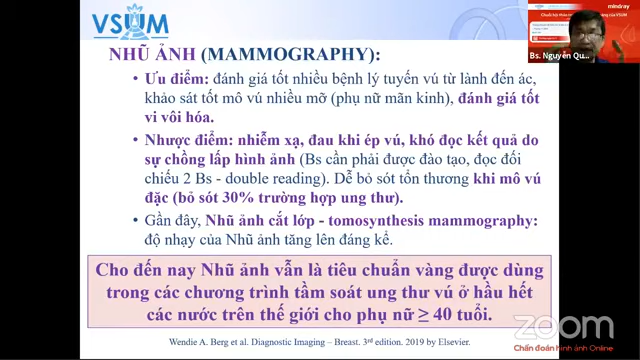 VSUM
NHŨ ẢNH (MAMMOGRAPHY):
• Ưu điểm: đánh giá tốt nhiều bệnh lý tuyến vú từ lành đến ác,
khảo sát tốt mô vú nhiều mỡ (phụ nữ mãn kinh), đánh giá tốt
vi vôi hóa.
• Nhược điểm: nhiễm xạ, đau khi ép vú, khó đọc kết quả do
sự chồng lấp hình ảnh (Bs cần phải được đào tạo, đọc đối
chiếu 2 Bs - double reading). Dễ bỏ sót tổn thương khi mô vú
đặc (bỏ sót 30% trường hợp ung thư).
• Gần đây, Nhũ ảnh cắt lớp - tomosynthesis mammography:
độ nhạy của Nhũ ảnh tăng lên đáng kể.
Cho đến nay Nhũ ảnh vẫn là tiêu chuẩn vàng được dùng
trong các chương trình tầm soát ung thư vú ở hầu hết
các nước trên thế giới cho phụ nữ ≥ 40 tuổi.
Wendie A. Berg et al. Diagnostic Imaging – Breast. 3rd edition. 2019 by Elsevier.
mindray
Bs. Nguyễn Qu...
zoom
Chẩn đoán hình ảnh Online